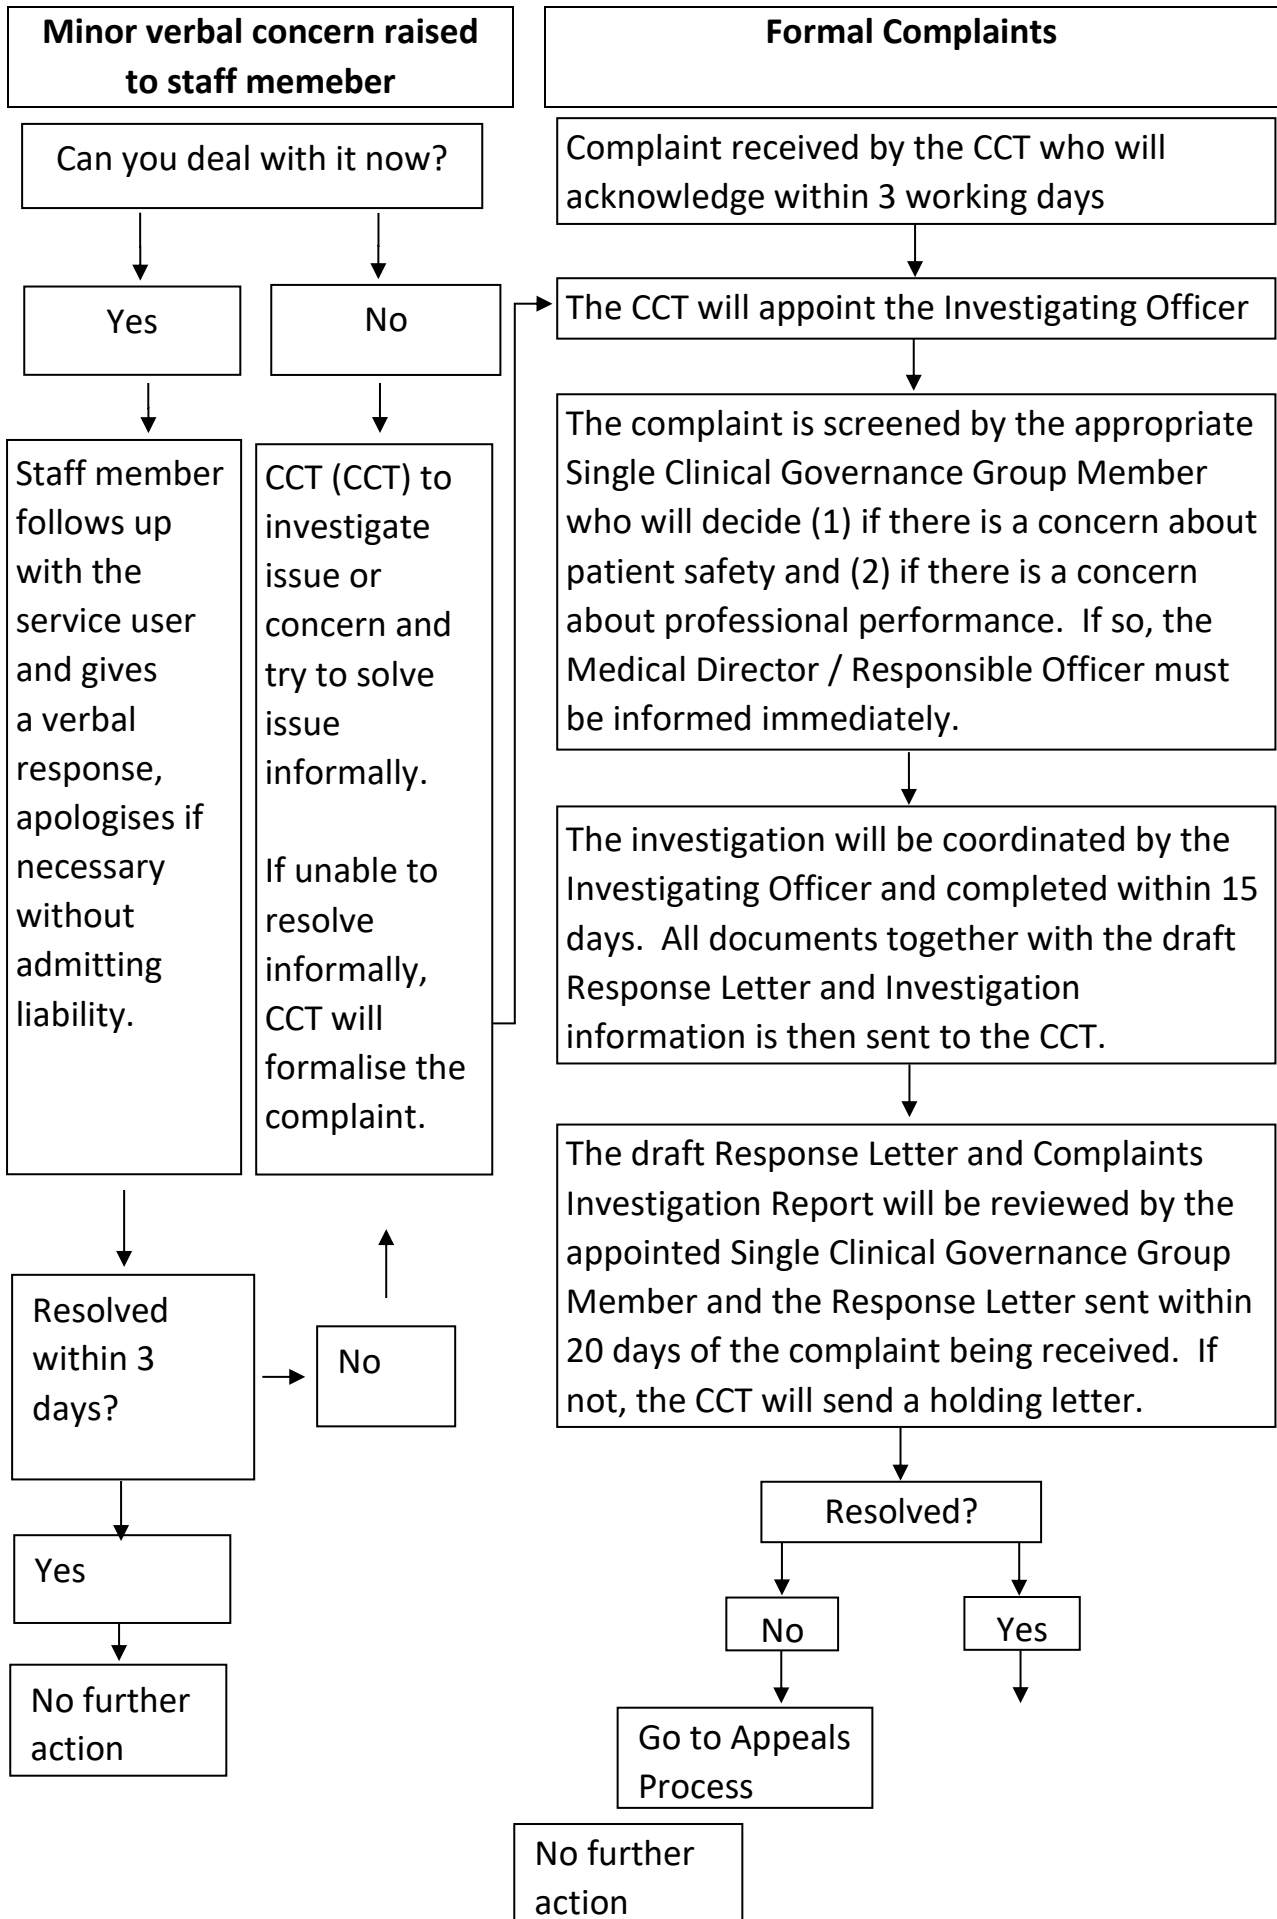 Minor verbal concern raised
to staff memeber
Can you deal with it now?
Yes
No
Staff member
follows up
with the
service user
and gives
a verbal
response,
apologises if
necessary
without
admitting
liability.
CCT (CCT) to
investigate
issue or
concern and
try to solve
issue
informally.
If unable to
resolve
informally,
CCT will
formalise the
complaint.
Resolved
within 3
days?
No
Yes
No further
action
Formal Complaints
Complaint received by the CCT who will
acknowledge within 3 working days
The CCT will appoint the Investigating Officer
The complaint is screened by the appropriate
Single Clinical Governance Group Member
who will decide (1) if there is a concern about
patient safety and (2) if there is a concern
about professional performance.  If so, the
Medical Director / Responsible Officer must
be informed immediately.
The investigation will be coordinated by the
Investigating Officer and completed within 15
days.  All documents together with the draft
Response Letter and Investigation
information is then sent to the CCT.
The draft Response Letter and Complaints
Investigation Report will be reviewed by the
appointed Single Clinical Governance Group
Member and the Response Letter sent within
20 days of the complaint being received.  If
not, the CCT will send a holding letter.
Resolved?
No
Yes
Go to Appeals
Process
No further
action